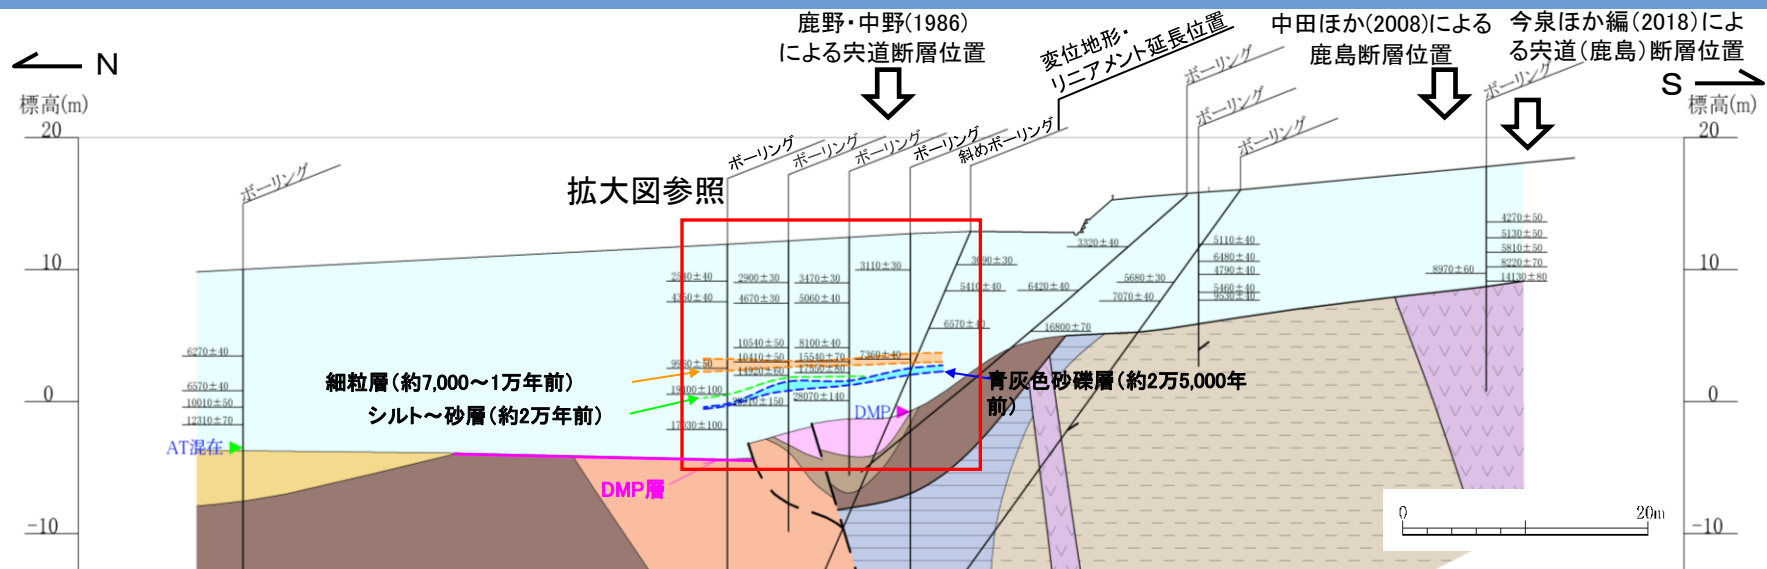 鹿野・中野(1986)
による宍道断層位置
変位地形・
リニアメント延長位置
中田ほか(2008)による
鹿島断層位置
今泉ほか編(2018)によ
る宍道(鹿島)断層位置
N
S
標高(m)
標高(m)
20
10
0
-10
20
10
0
-10
ボーリング
ボーリング
ボーリング
ボーリング
ボーリング
斜めボーリング
ボーリング
ボーリング
ボーリング
ボーリング
拡大図参照
6270±40
6570±40
10010±50
12310±70
AT混在
2540±40
4350±40
9950±50
19400±100
17030±100
2900±30
4670±30
10540±50
10410±50
3470±30
5060±40
8100±40
15540±70
17850±80
28070±140
3110±30
7360±40
3090±30
5410±40
6570±40
3320±40
6420±40
16800±70
5680±30
7070±40
5110±40
6480±40
4790±40
5460±40
9530±40
8970±60
4270±50
5130±50
5810±50
8220±70
14130±80
細粒層(約7,000～1万年前)
シルト～砂層(約2万年前)
青灰色砂礫層(約2万5,000年
前)
DMP
DMP層
0
20m